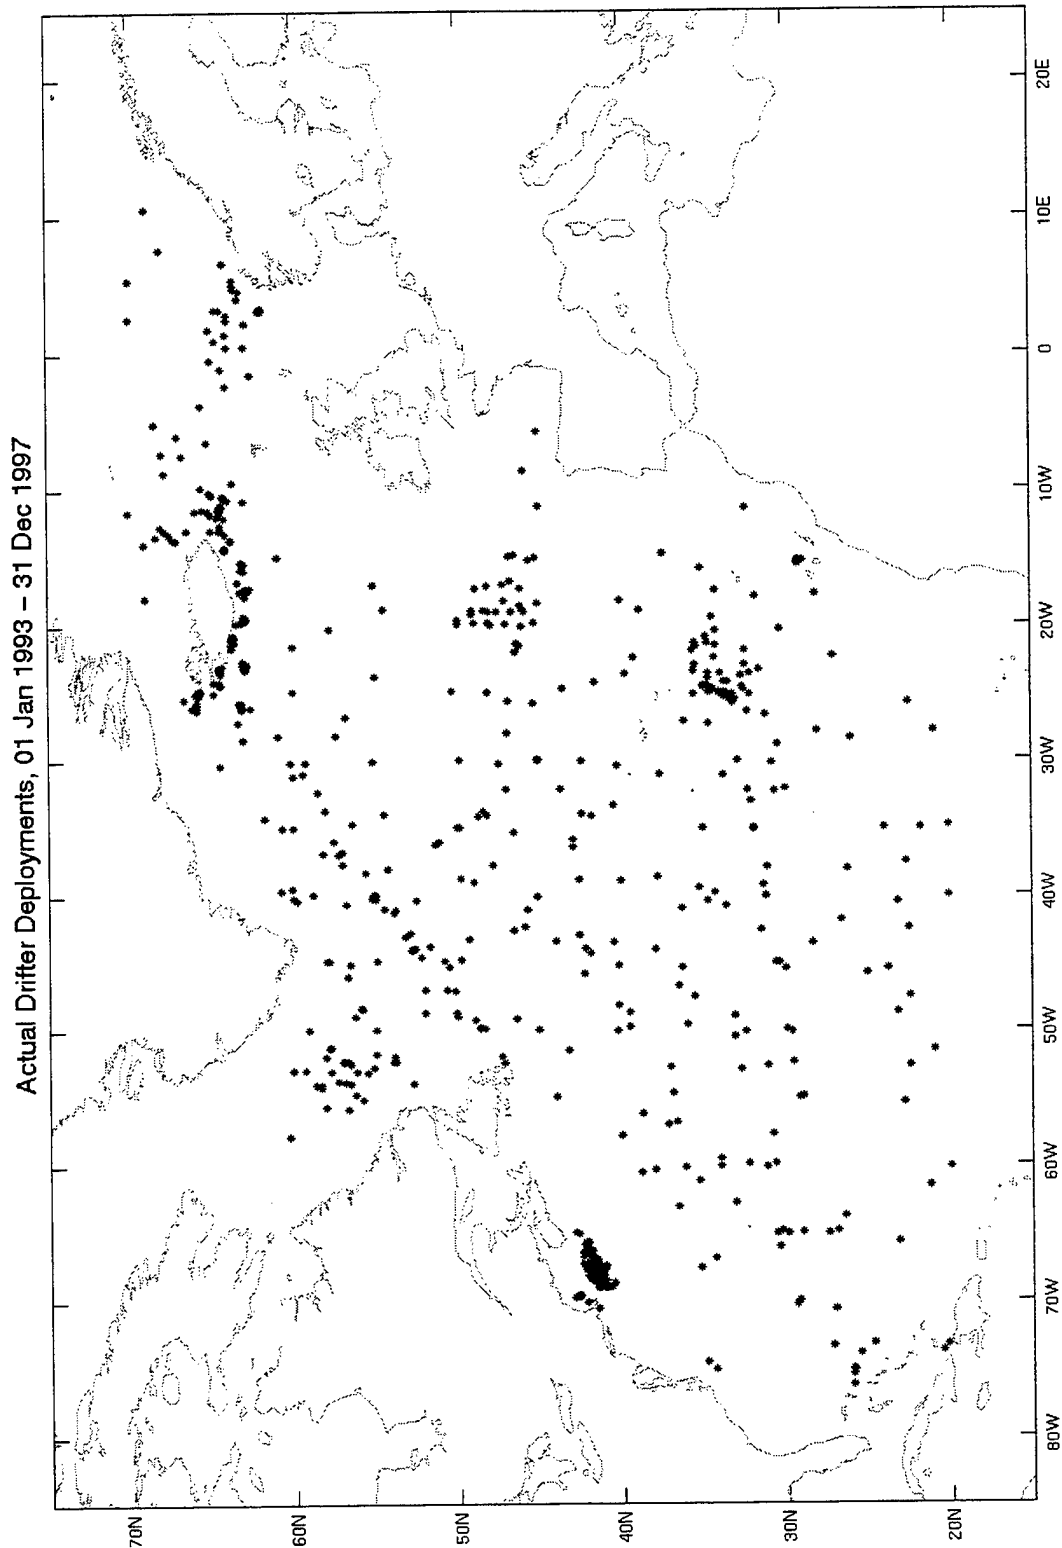 Actual Drifter Deployments, 01 Jan 1993 – 31 Dec 1997
70N
60N
50N
40N
30N
20N
80W
70W
60W
50W
40W
30W
20W
10W
0
10E
20E